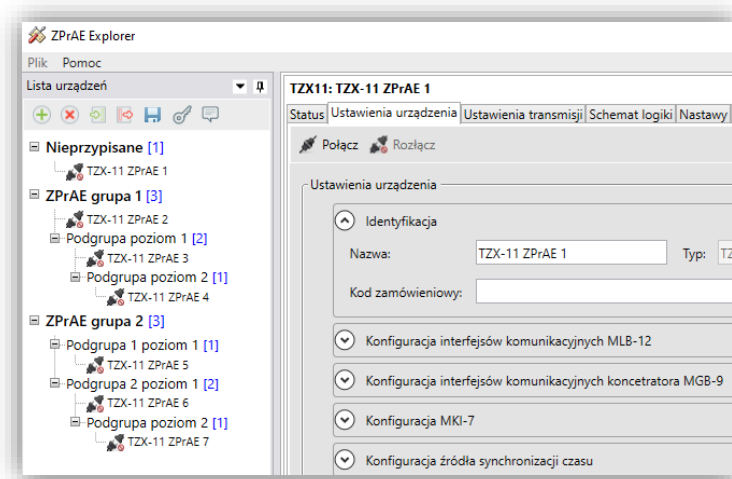 ZPrAE Explorer
Plik Pomoc
Lista urządzeń
Nieprzypisane [1]
TZX-11 ZPrAE 1
ZPrAE grupa 1 [3]
TZX-11 ZPrAE 2
Podgrupa poziom 1 [2]
TZX-11 ZPrAE 3
Podgrupa poziom 2 [1]
TZX-11 ZPrAE 4
ZPrAE grupa 2 [3]
Podgrupa 1 poziom 1 [1]
TZX-11 ZPrAE 5
Podgrupa 2 poziom 1 [2]
TZX-11 ZPrAE 6
Podgrupa poziom 2 [1]
TZX-11 ZPrAE 7
TZX11: TZX-11 ZPrAE 1
Status Ustawienia urządzenia Ustawienia transmisji Schemat logiki Nastawy
Połącz Rozłącz
Ustawienia urządzenia
Identyfikacja
Nazwa: TZX-11 ZPrAE 1 Typ: TZ
Kod zamówieniowy:
Konfiguracja interfejsów komunikacyjnych MLB-12
Konfiguracja interfejsów komunikacyjnych koncetratora MGB-9
Konfiguracja MKI-7
Konfiguracja źródła synchronizacji czasu